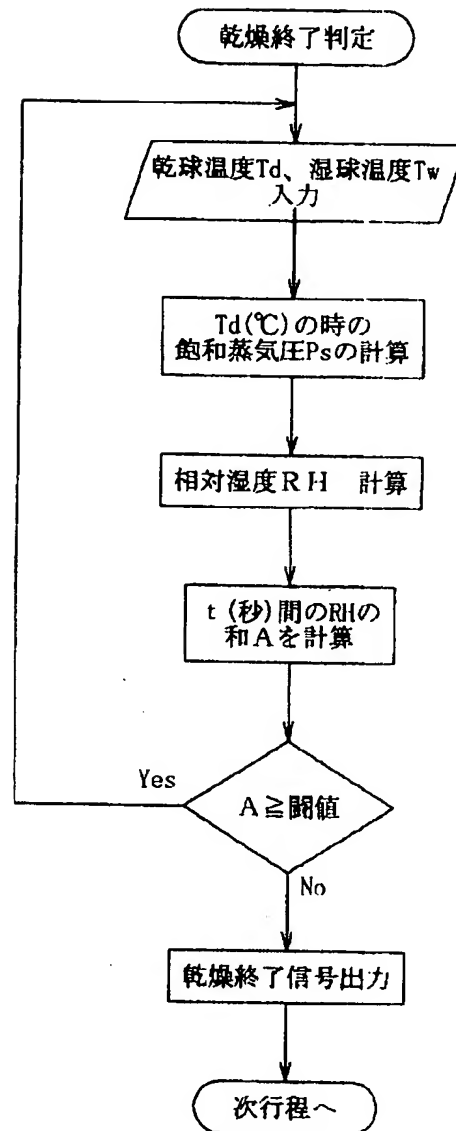 乾燥終了判定
乾球温度Td、湿球温度Tw
入力
Td(℃)の時の
飽和蒸気圧Psの計算
相対湿度RH 計算
t(秒)間のRHの
和Aを計算
Yes
A≧閾値
No
乾燥終了信号出力
次行程へ